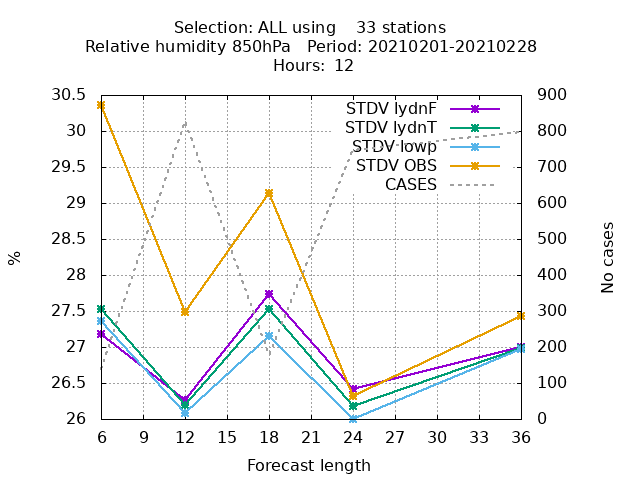 Selection: ALL using 33 stations
Relative humidity 850hPa Period: 20210201-20210228
Hours: 12
30.5
30
29.5
29
28.5
28
27.5
27
26.5
26
900
800
700
600
500
400
300
200
100
0
STDV lydnF
STDV lydnT
STDV lowp
STDV OBS
CASES
%
No cases
6 9 12 15 18 21 24 27 30 33 36
Forecast length